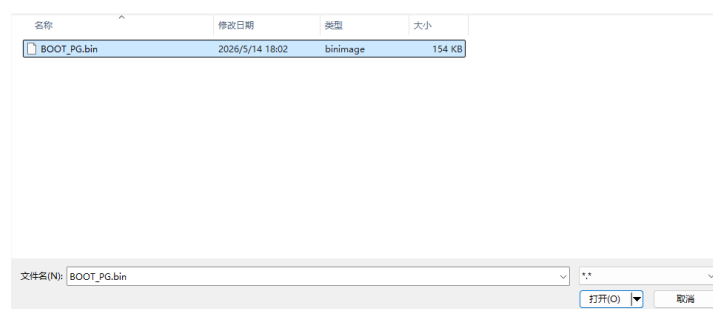 名称 修改日期 类型 大小
BOOT_PG.bin 2026/5/14 18:02 binimage 154 KB
文件名(N): BOOT_PG.bin *.*
打开(O) 取消